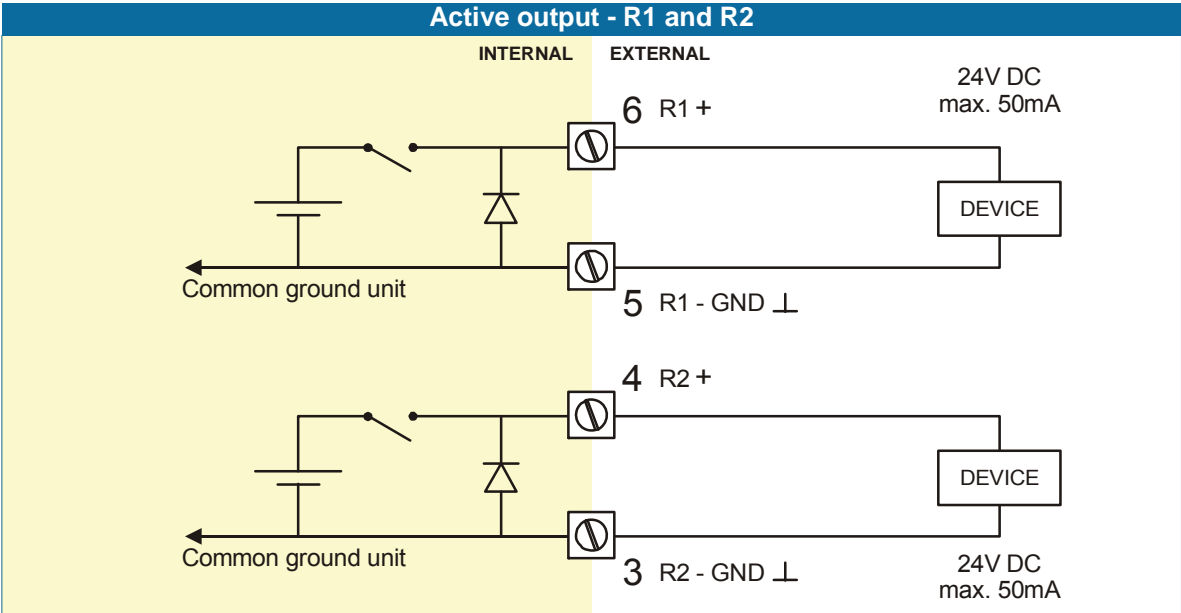 Active output - R1 and R2
INTERNAL EXTERNAL
24V DC
max. 50mA
6 R1 +
DEVICE
Common ground unit
5 R1 - GND ⊥
4 R2 +
DEVICE
Common ground unit
3 R2 - GND ⊥
24V DC
max. 50mA